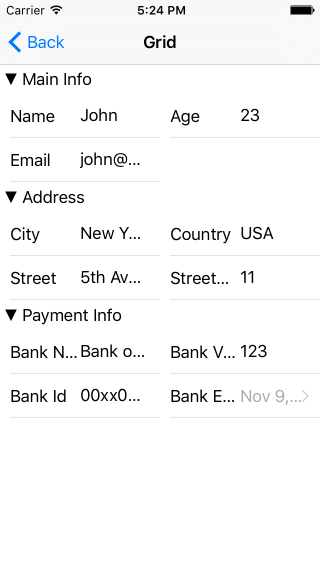 Carrier 5:24 PM
Back Grid
▼ Main Info
Name John Age 23
Email john@...
▼ Address
City New Y... Country USA
Street 5th Av... Street... 11
▼ Payment Info
Bank N... Bank o... Bank V... 123
Bank Id 00xx0... Bank E... Nov 9,...